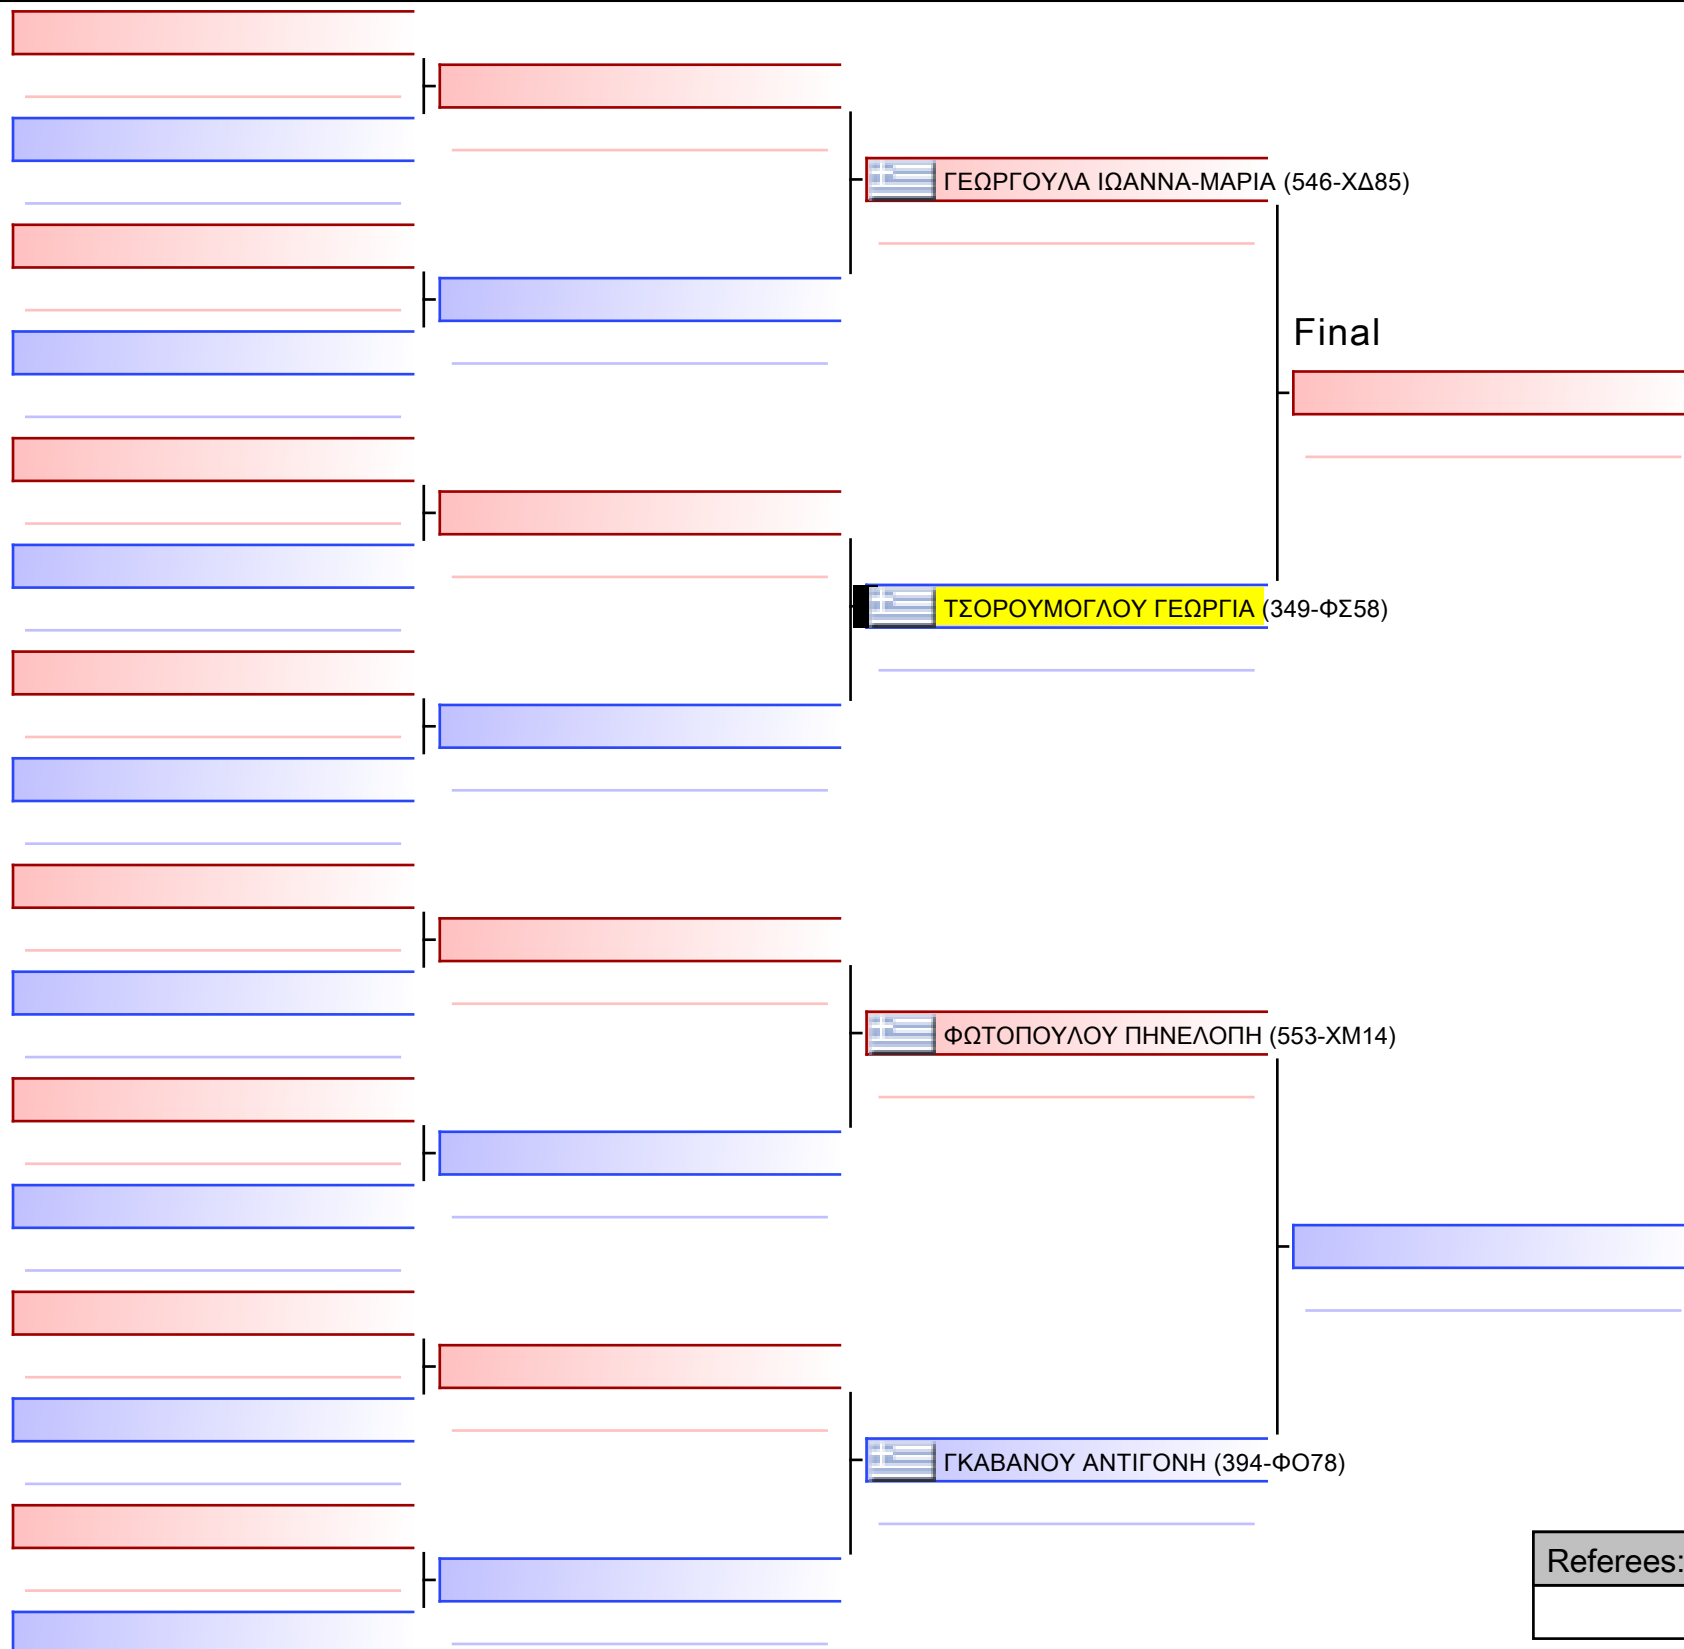 ΓΕΩΡΓΟΥΛΑ ΙΩΑΝΝΑ-ΜΑΡΙΑ (546-ΧΔ85)
Final
ΤΣΟΡΟΥΜΟΓΛΟΥ ΓΕΩΡΓΙΑ (349-ΦΣ58)
ΦΩΤΟΠΟΥΛΟΥ ΠΗΝΕΛΟΠΗ (553-ΧΜ14)
ΓΚΑΒΑΝΟΥ ΑΝΤΙΓΟΝΗ (394-ΦΟ78)
Referees: